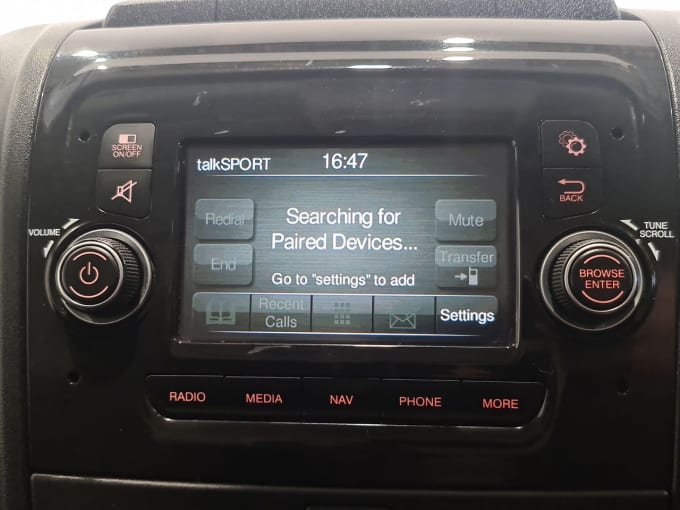 talkSPORT 16:47
SCREEN
ON/OFF
Redial
Searching for
Paired Devices...
Mute
End
Transfer
Go to "settings" to add
Recent
Calls
Settings
VOLUME
BACK
TUNE
SCROLL
BROWSE
ENTER
RADIO MEDIA NAV PHONE MORE